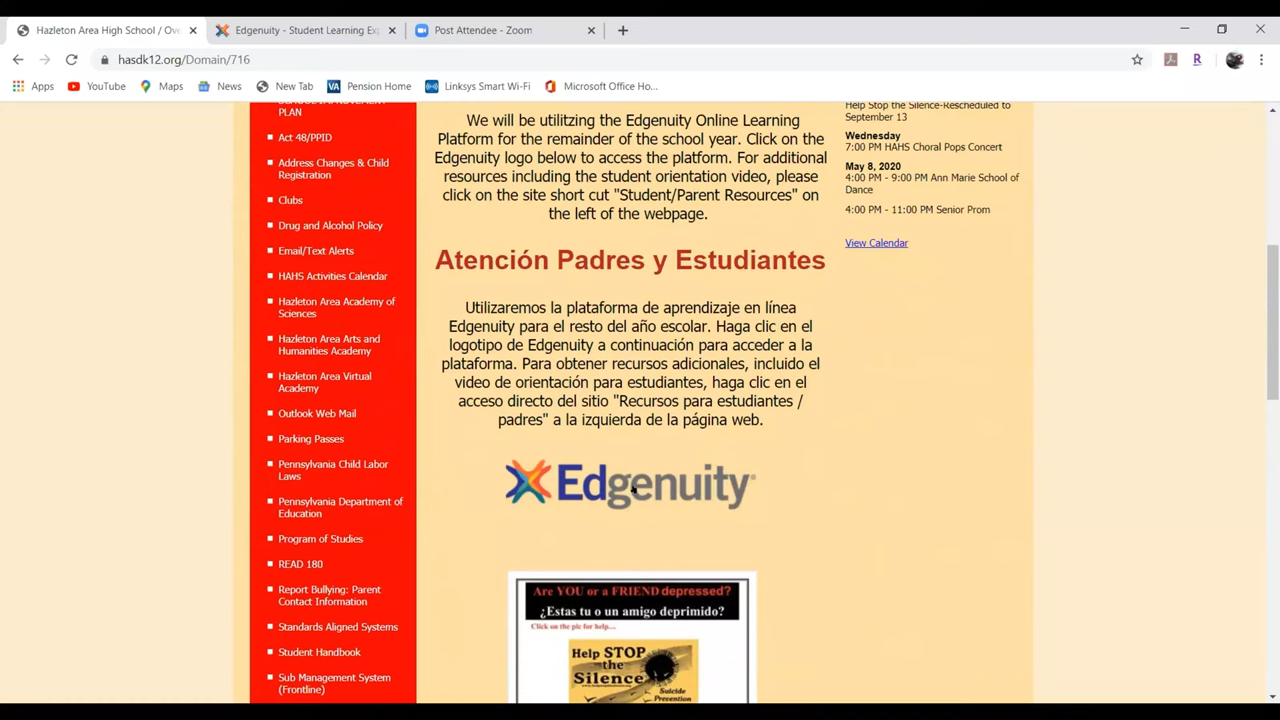 Hazleton Area High School / Ove
Edgenuity - Student Learning Exp
Post Attendee - Zoom
hasdk12.org/Domain/716
Apps
YouTube
Maps
News
New Tab
VA
Pension Home
Linksys Smart Wi-Fi
Microsoft Office Ho...
PLAN
Act 48/PPID
Address Changes & Child
Registration
Clubs
Drug and Alcohol Policy
Email/Text Alerts
HAHS Activities Calendar
Hazleton Area Academy of
Sciences
Hazleton Area Arts and
Humanities Academy
Hazleton Area Virtual
Academy
Outlook Web Mail
Parking Passes
Pennsylvania Child Labor
Laws
Pennsylvania Department of
Education
Program of Studies
READ 180
Report Bullying: Parent
Contact Information
Standards Aligned Systems
Student Handbook
Sub Management System
(Frontline)
We will be utilitzing the Edgenuity Online Learning
Platform for the remainder of the school year. Click on the
Edgenuity logo below to access the platform. For additional
resources including the student orientation video, please
click on the site short cut "Student/Parent Resources" on
the left of the webpage.
Atención Padres y Estudiantes
Utilizaremos la plataforma de aprendizaje en línea
Edgenuity para el resto del año escolar. Haga clic en el
logotipo de Edgenuity a continuación para acceder a la
plataforma. Para obtener recursos adicionales, incluido el
video de orientación para estudiantes, haga clic en el
acceso directo del sitio "Recursos para estudiantes /
padres" a la izquierda de la página web.
Edgenuity
Are YOU or a FRIEND depressed?
¿Estas tu o un amigo deprimido?
Click on the pic for help....
Help STOP
the
Silence
Suicide
Prevention
Help Stop the Silence-Rescheduled to
September 13
Wednesday
7:00 PM HAHS Choral Pops Concert
May 8, 2020
4:00 PM - 9:00 PM Ann Marie School of
Dance
4:00 PM - 11:00 PM Senior Prom
View Calendar